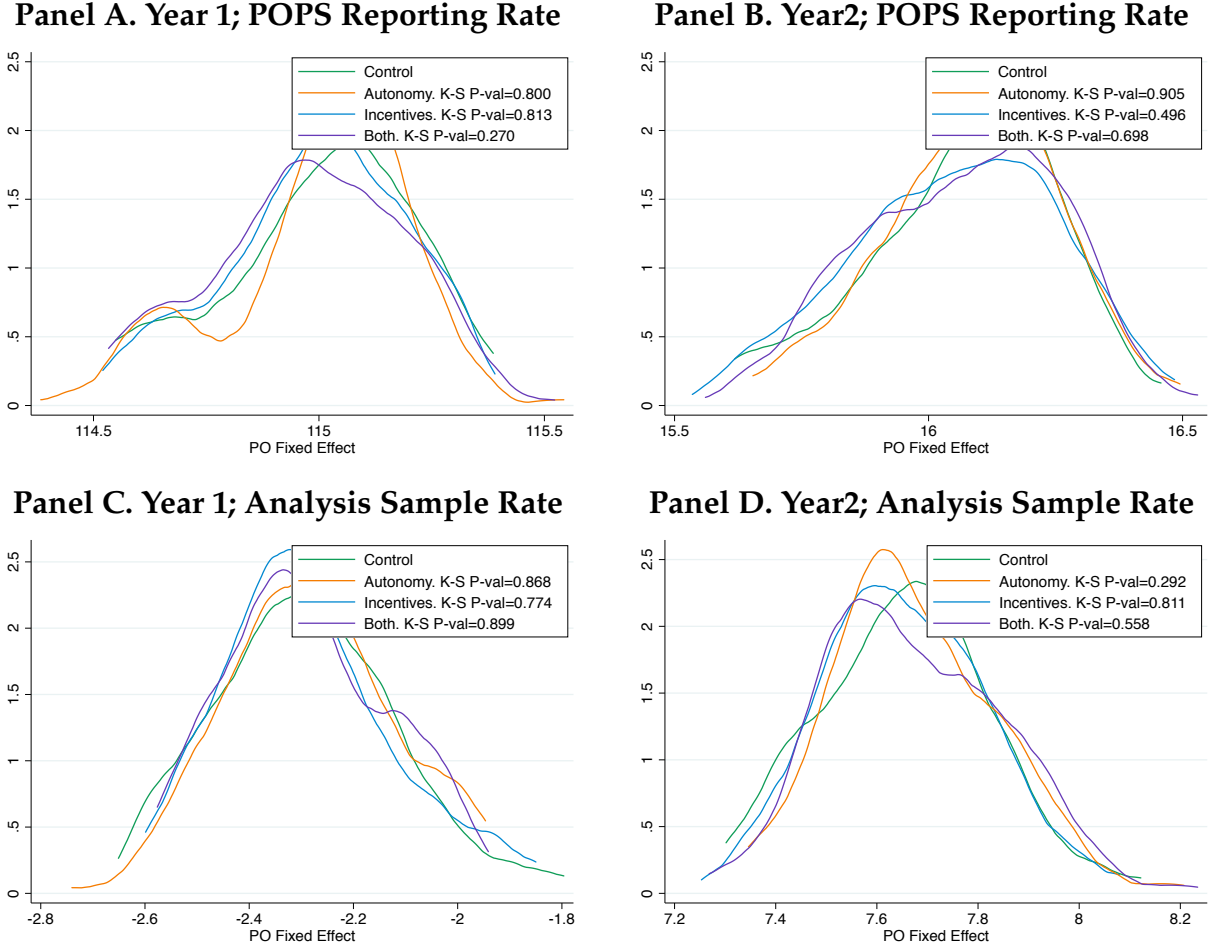 Panel A. Year 1; POPS Reporting Rate
2.5
2
1.5
1
.5
0
Control
Autonomy. K-S P-val=0.800
Incentives. K-S P-val=0.813
Both. K-S P-val=0.270
114.5 115 115.5
PO Fixed Effect
Panel B. Year2; POPS Reporting Rate
2.5
2
1.5
1
.5
0
Control
Autonomy. K-S P-val=0.905
Incentives. K-S P-val=0.496
Both. K-S P-val=0.698
15.5 16 16.5
PO Fixed Effect
Panel C. Year 1; Analysis Sample Rate
2.5
2
1.5
1
.5
0
Control
Autonomy. K-S P-val=0.868
Incentives. K-S P-val=0.774
Both. K-S P-val=0.899
-2.8 -2.6 -2.4 -2.2 -2 -1.8
PO Fixed Effect
Panel D. Year2; Analysis Sample Rate
2.5
2
1.5
1
.5
0
Control
Autonomy. K-S P-val=0.292
Incentives. K-S P-val=0.811
Both. K-S P-val=0.558
7.2 7.4 7.6 7.8 8 8.2
PO Fixed Effect